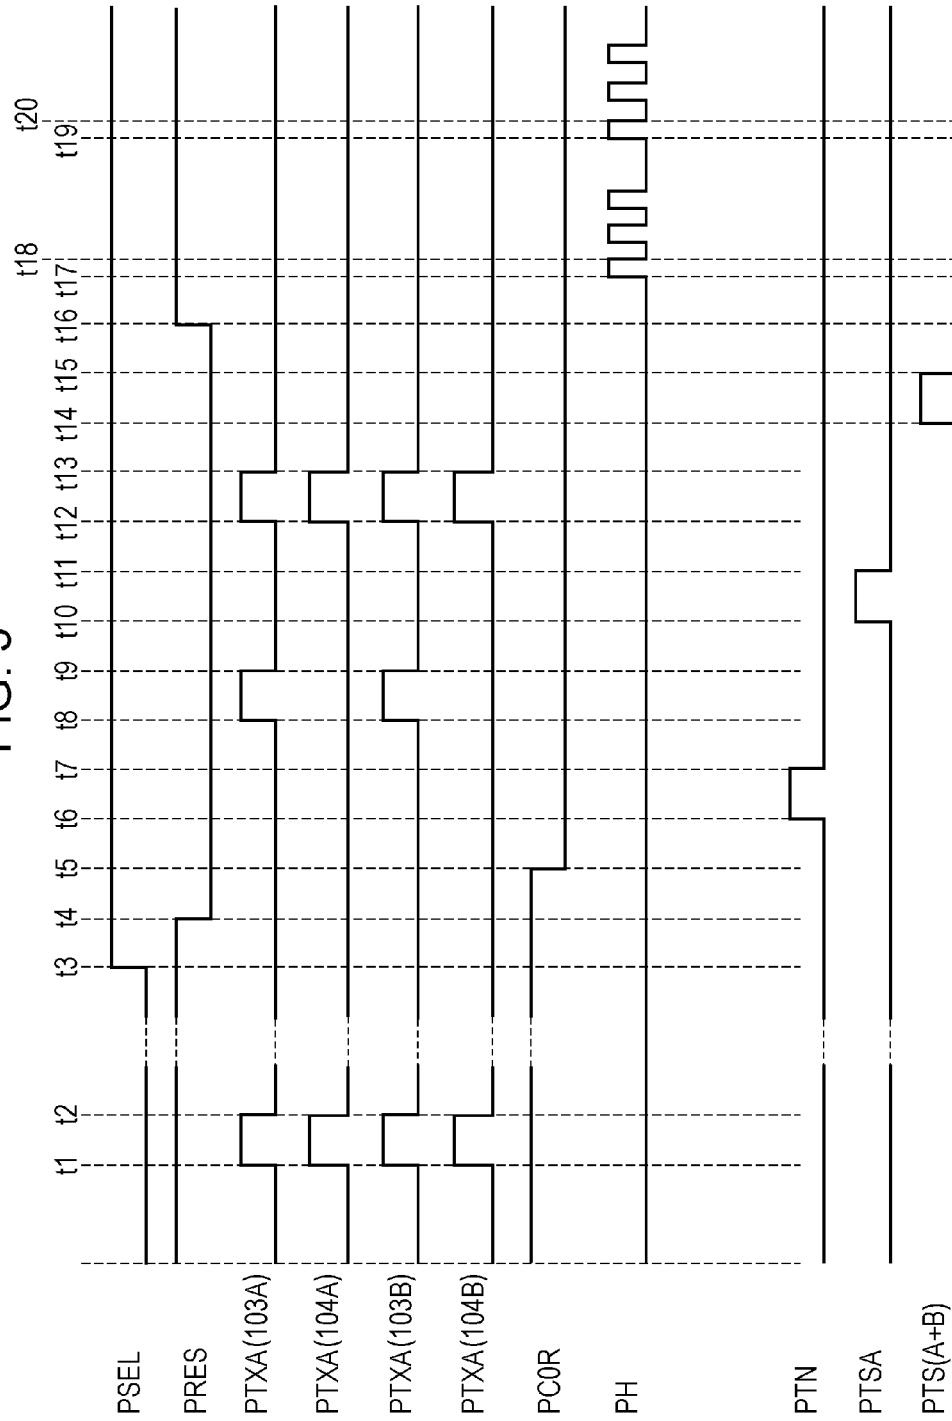 t1
t2
t3
t4
t5
t6
t7
t8
t9
t10
t11
t12
t13
t14
t15
t16
t17
t18
t19
t20
PSEL
PRES
PTXA(103A)
PTXA(104A)
PTXA(103B)
PTXA(104B)
PC0R
PH
PTN
PTSA
PTS(A+B)